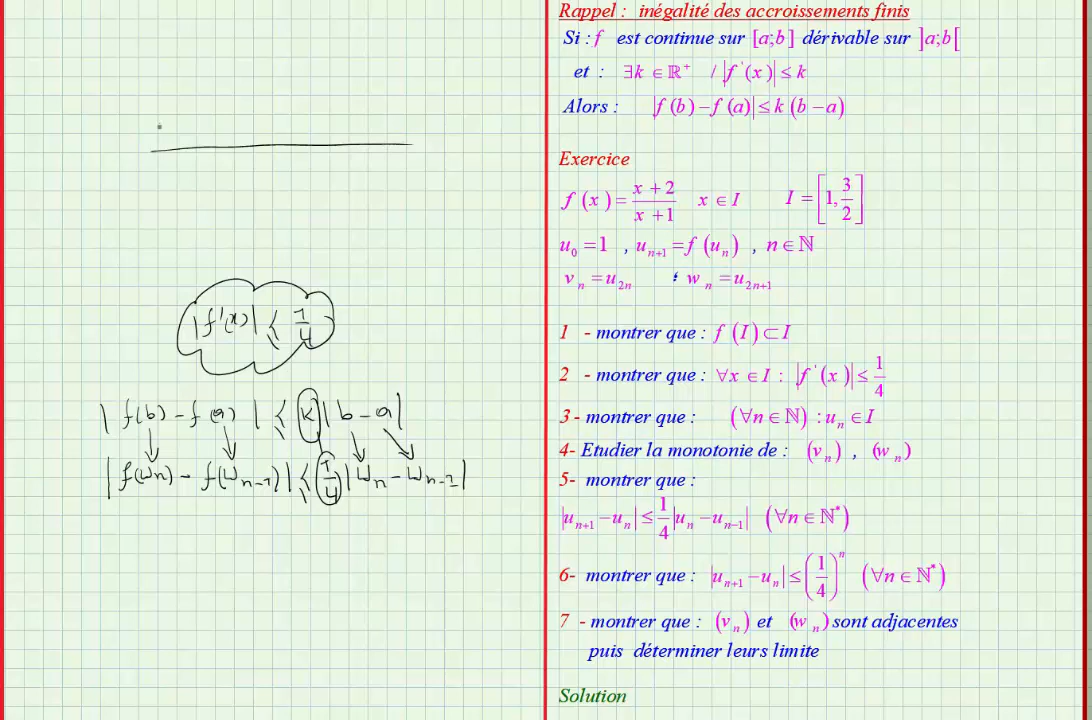 |f'(x)| ≤ 1/4
|f(b) - f(a)| ≤ k|b - a|
|f(un) - f(un-1)| ≤ 1/4 |un - un-1|
Rappel : inégalité des accroissements finis
Si : f est continue sur [a;b] dérivable sur ]a;b[
et : ∃k ∈ ℝ⁺ / |f'(x)| ≤ k
Alors : |f(b) − f(a)| ≤ k(b − a)
Exercice
f(x) = (x+2)/(x+1) x ∈ I I = [1, 3/2]
u₀ = 1 , uₙ₊₁ = f(uₙ) , n ∈ ℕ
vₙ = u₂ₙ ; wₙ = u₂ₙ₊₁
1 - montrer que : f(I) ⊂ I
2 - montrer que : ∀x ∈ I : |f'(x)| ≤ 1/4
3- montrer que : (∀n ∈ ℕ) : uₙ ∈ I
4- Etudier la monotonie de : (vₙ) , (wₙ)
5- montrer que :
|uₙ₊₁ − uₙ| ≤ 1/4 |uₙ − uₙ₋₁| (∀n ∈ ℕ*)
6- montrer que : |uₙ₊₁ − uₙ| ≤ (1/4)ⁿ (∀n ∈ ℕ*)
7 - montrer que : (vₙ) et (wₙ) sont adjacentes
puis déterminer leurs limite
Solution